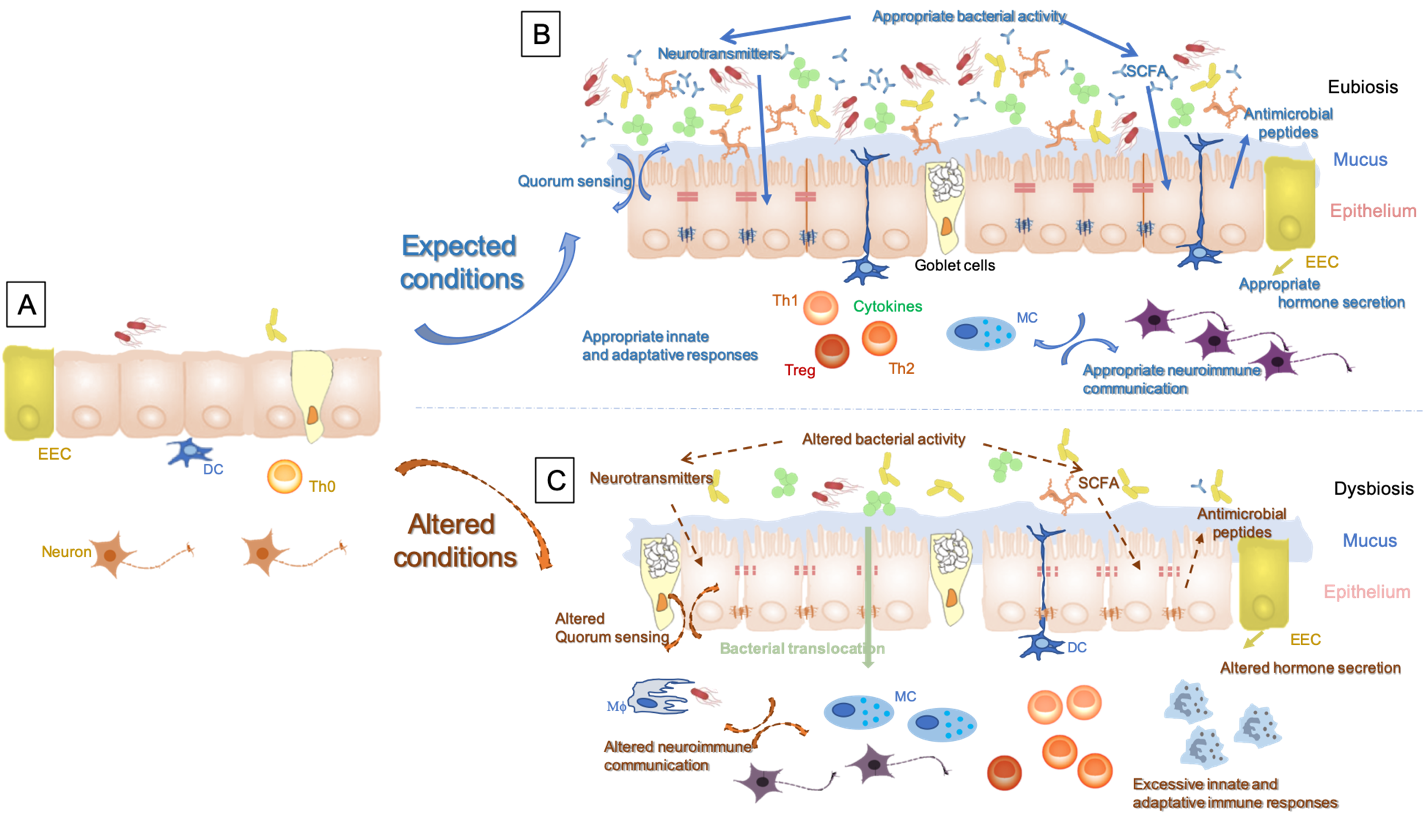 A
EEC
DC
Th0
Neuron
Expected
conditions
Altered
conditions
B
Appropriate bacterial activity
Neurotransmitters
SCFA
Eubiosis
Antimicrobial
peptides
Mucus
Quorum sensing
Epithelium
Goblet cells
EEC
Appropriate
hormone secretion
Th1
Cytokines
MC
Appropriate innate
and adaptative responses
Treg
Th2
Appropriate neuroimmune
communication
C
Altered bacterial activity
Neurotransmitters
SCFA
Dysbiosis
Antimicrobial
peptides
Mucus
Epithelium
Altered
Quorum sensing
Bacterial translocation
DC
EEC
Altered hormone secretion
Mϕ
MC
Altered neuroimmune
communication
Excessive innate and
adaptative immune responses